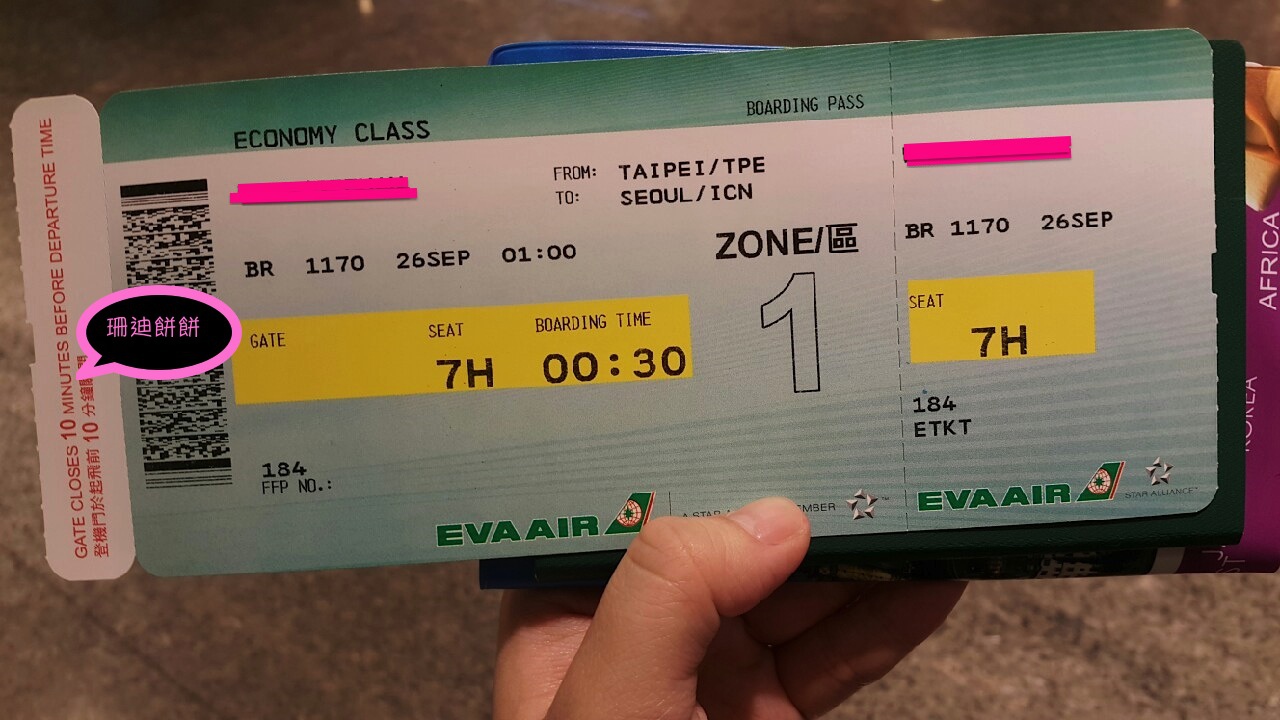 ECONOMY CLASS
BOARDING PASS
FROM: TAIPEI/TPE
TO: SEOUL/ICN
BR 1170 26SEP 01:00
ZONE/區
1
GATE
SEAT
BOARDING TIME
7H
00:30
184
FFP NO.:
EVA AIR
A STAR
MBER
BR 1170 26SEP
SEAT
7H
184
ETKT
EVA AIR
STAR ALLIANCE
GATE CLOSES 10 MINUTES BEFORE DEPARTURE TIME
登機門於起飛前 10 分鐘
珊迪餅餅
AFRICA
KOREA